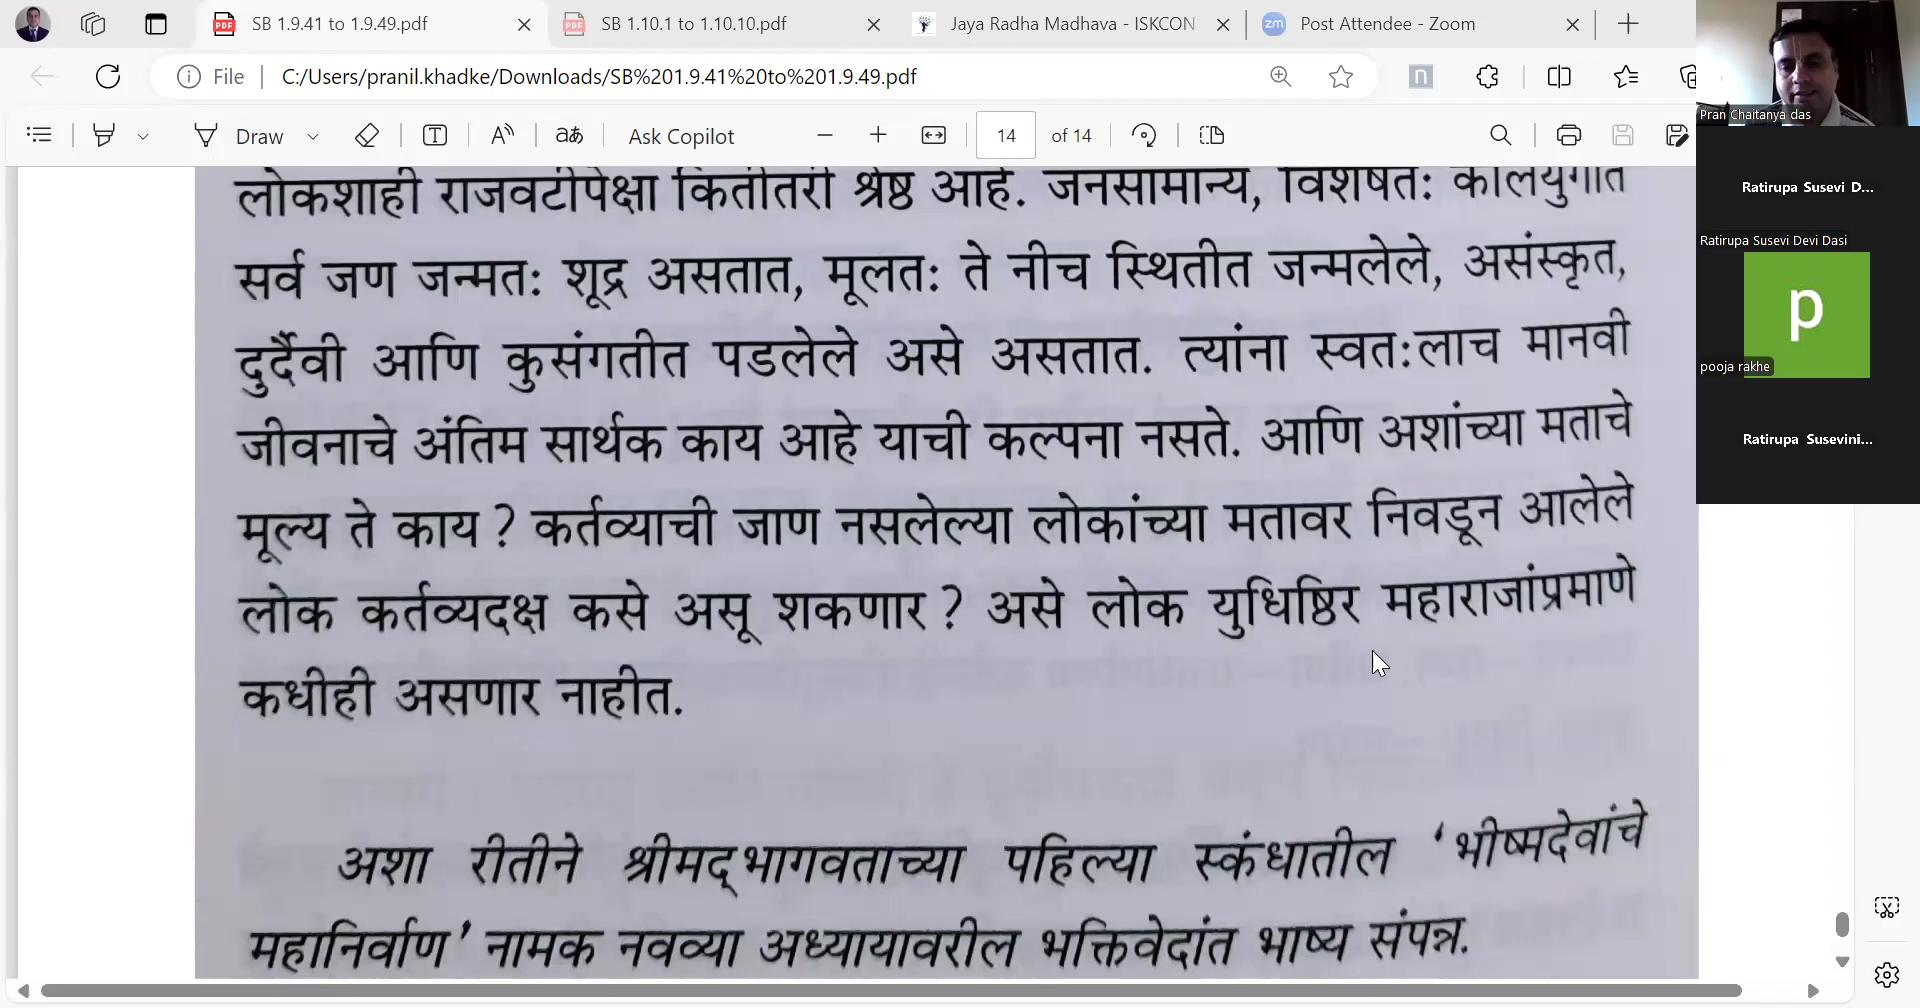 SB 1.9.41 to 1.9.49.pdf
SB 1.10.1 to 1.10.10.pdf
Jaya Radha Madhava - ISKCON
zm
Post Attendee - Zoom
File
C:/Users/pranil.khadke/Downloads/SB%201.9.41%20to%201.9.49.pdf
n
Draw
T
aあ
Ask Copilot
14
of 14
Pran Chaitanya das
Ratirupa Susevi D...
Ratirupa Susevi Devi Dasi
p
pooja rakhe
Ratirupa Susevini...
लोकशाही राजवटीपेक्षा कितीतरी श्रेष्ठ आहे. जनसामान्य, विशेषतः कलियुगात
सर्व जण जन्मतः शूद्र असतात, मूलतः ते नीच स्थितीत जन्मलेले, असंस्कृत,
दुर्दैवी आणि कुसंगतीत पडलेले असे असतात. त्यांना स्वतःलाच मानवी
जीवनाचे अंतिम सार्थक काय आहे याची कल्पना नसते. आणि अशांच्या मताचे
मूल्य ते काय ? कर्तव्याची जाण नसलेल्या लोकांच्या मतावर निवडून आलेले
लोक कर्तव्यदक्ष कसे असू शकणार ? असे लोक युधिष्ठिर महाराजांप्रमाणे
कधीही असणार नाहीत.
अशा रीतीने श्रीमद्‌भागवताच्या पहिल्या स्कंधातील 'भीष्मदेवांचे
महानिर्वाण' नामक नवव्या अध्यायावरील भक्तिवेदांत भाष्य संपन्न.